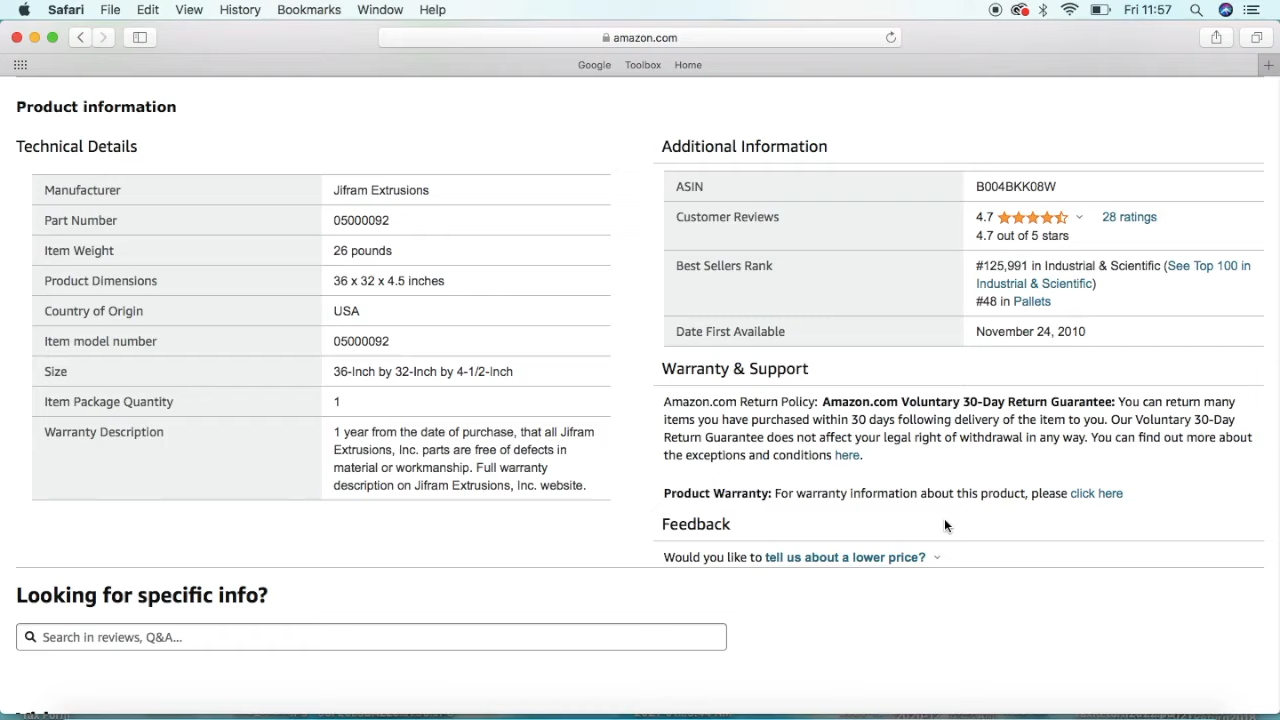 Safari File Edit View History Bookmarks Window Help Fri 11:57
amazon.com
Google Toolbox Home
Product information
Technical Details
Manufacturer Jifram Extrusions
Part Number 05000092
Item Weight 26 pounds
Product Dimensions 36 x 32 x 4.5 inches
Country of Origin USA
Item model number 05000092
Size 36-Inch by 32-Inch by 4-1/2-Inch
Item Package Quantity 1
Warranty Description 1 year from the date of purchase, that all Jifram
Extrusions, Inc. parts are free of defects in
material or workmanship. Full warranty
description on Jifram Extrusions, Inc. website.
Additional Information
ASIN B004BKK08W
Customer Reviews 4.7 28 ratings
4.7 out of 5 stars
Best Sellers Rank #125,991 in Industrial & Scientific (See Top 100 in
Industrial & Scientific)
#48 in Pallets
Date First Available November 24, 2010
Warranty & Support
Amazon.com Return Policy: Amazon.com Voluntary 30-Day Return Guarantee: You can return many
items you have purchased within 30 days following delivery of the item to you. Our Voluntary 30-Day
Return Guarantee does not affect your legal right of withdrawal in any way. You can find out more about
the exceptions and conditions here.
Product Warranty: For warranty information about this product, please click here
Feedback
Would you like to tell us about a lower price?
Looking for specific info?
Search in reviews, Q&A...